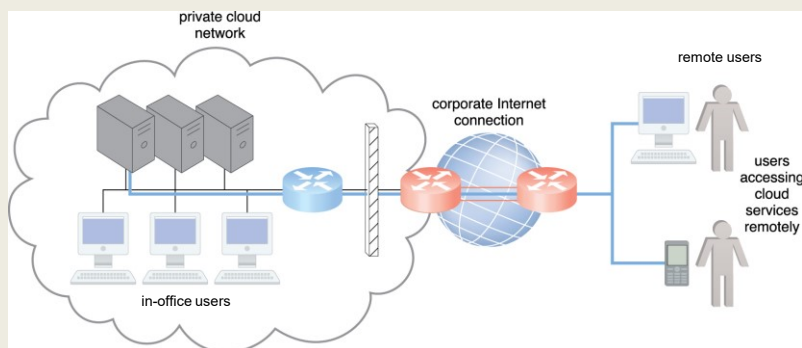 private cloud
network
corporate Internet
connection
remote users
users
accessing
cloud
services
remotely
in-office users